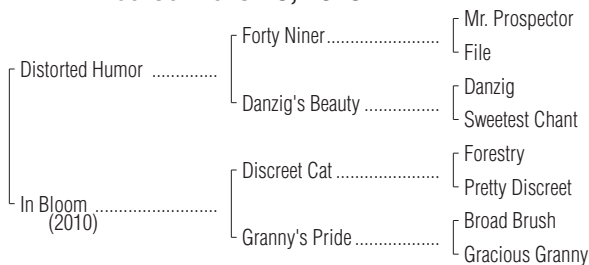 Mr. Prospector
Forty Niner........................
File
Distorted Humor ..............
Danzig
Danzig's Beauty ................
Sweetest Chant
Forestry
Discreet Cat ......................
Pretty Discreet
In Bloom ..........................
(2010)
Broad Brush
Granny's Pride ..................
Gracious Granny